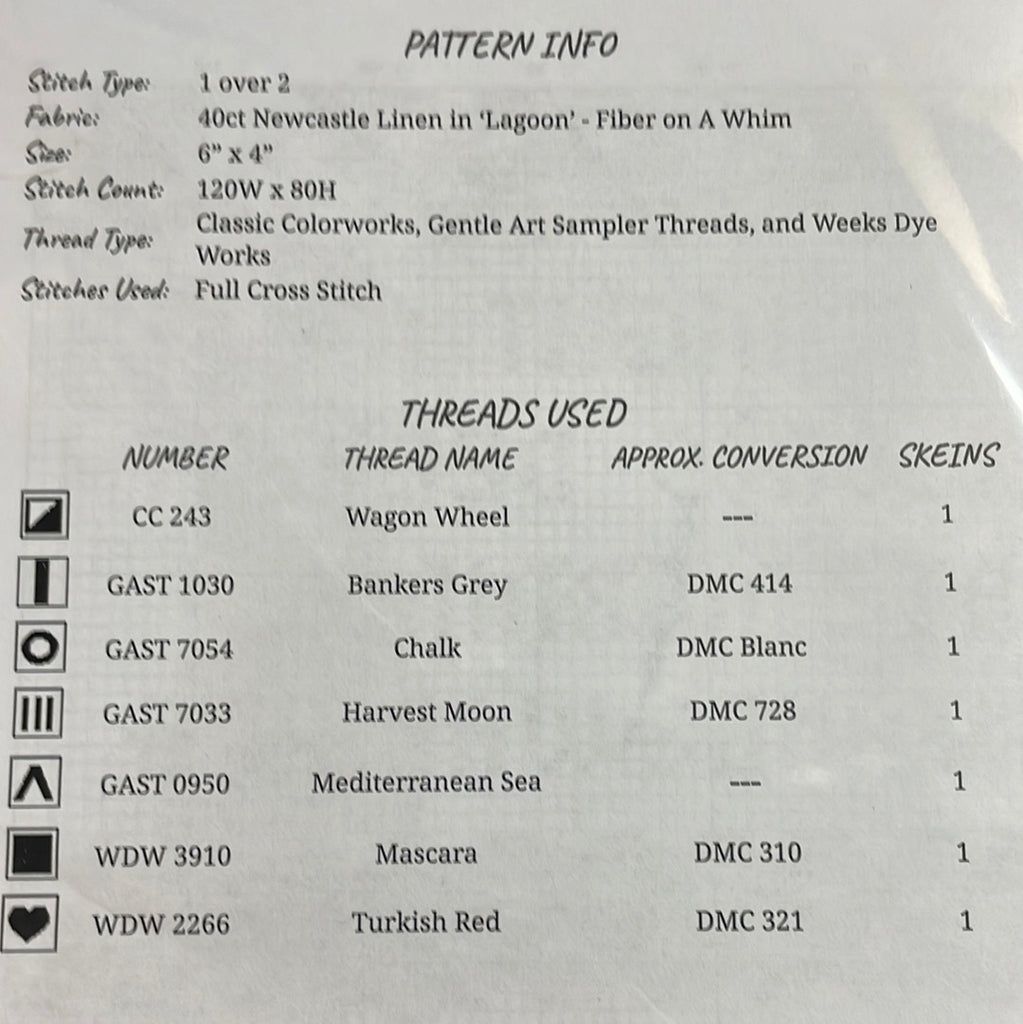 PATTERN INFO
Stitch Type: 1 over 2
Fabric: 40ct Newcastle Linen in ‘Lagoon’ - Fiber on A Whim
Size: 6” x 4”
Stitch Count: 120W x 80H
Thread Type: Classic Colorworks, Gentle Art Sampler Threads, and Weeks Dye
Works
Stitches Used: Full Cross Stitch
THREADS USED
NUMBER THREAD NAME APPROX. CONVERSION SKEINS
CC 243 Wagon Wheel --- 1
GAST 1030 Bankers Grey DMC 414 1
GAST 7054 Chalk DMC Blanc 1
GAST 7033 Harvest Moon DMC 728 1
GAST 0950 Mediterranean Sea --- 1
WDW 3910 Mascara DMC 310 1
WDW 2266 Turkish Red DMC 321 1